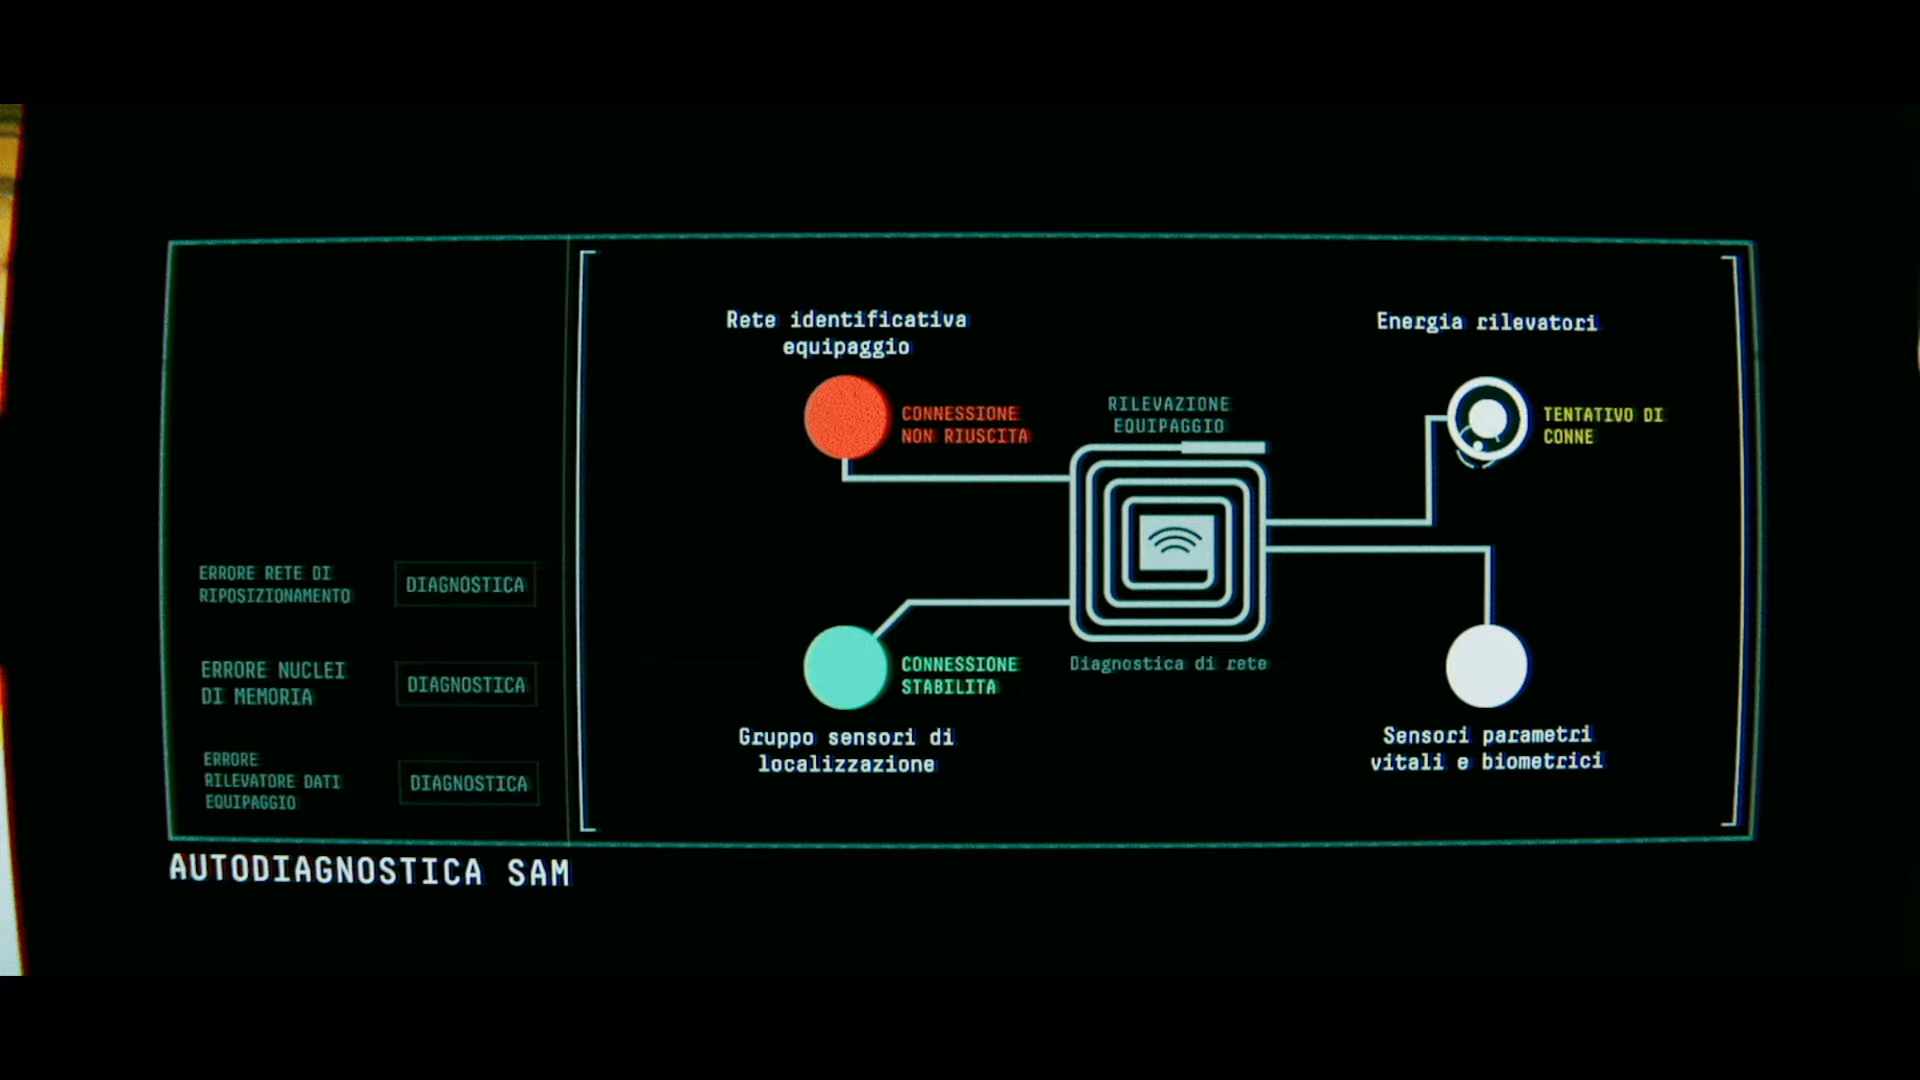 Rete identificativa
equipaggio
CONNESSIONE
NON RIUSCITA
RILEVAZIONE
EQUIPAGGIO
Energia rilevatori
TENTATIVO DI
CONNE
ERRORE RETE DI
RIPOSIZIONAMENTO
DIAGNOSTICA
ERRORE NUCLEI
DI MEMORIA
DIAGNOSTICA
ERRORE
RILEVATORE DATI
EQUIPAGGIO
DIAGNOSTICA
CONNESSIONE
STABILITA
Gruppo sensori di
localizzazione
Diagnostica di rete
Sensori parametri
vitali e biometrici
AUTODIAGNOSTICA SAM